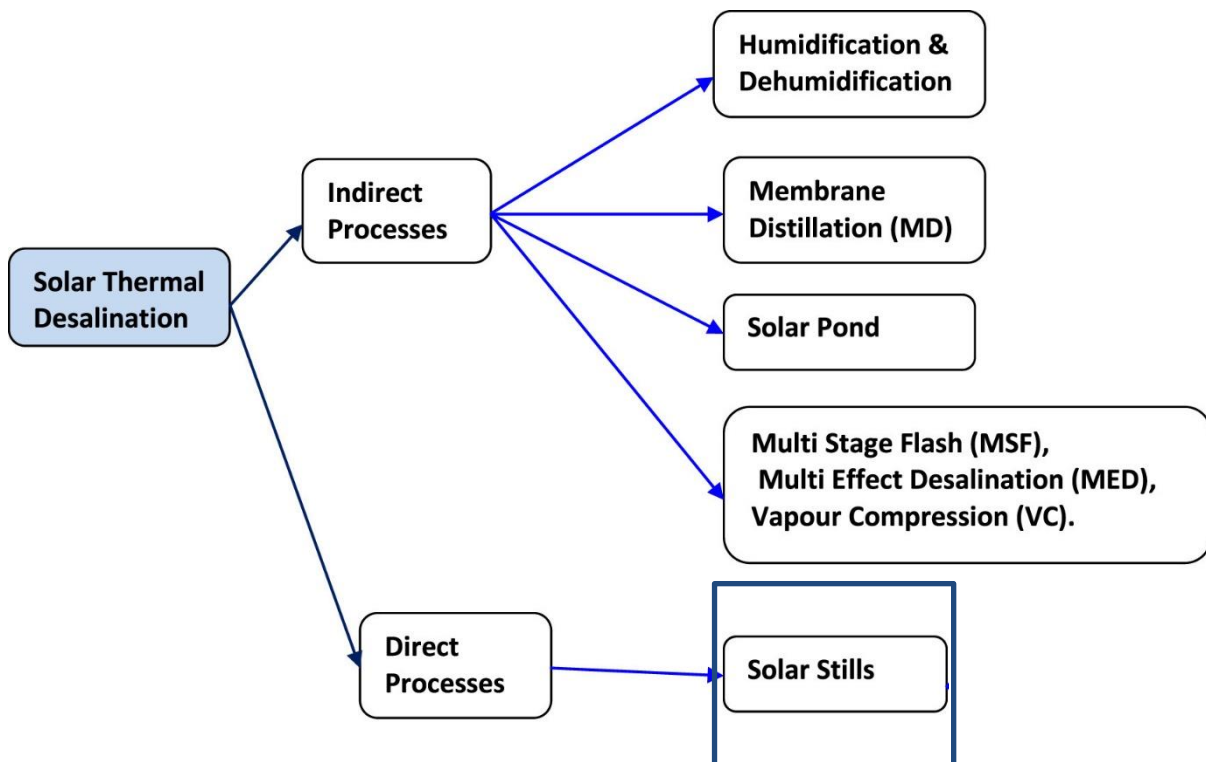 Humidification &
Dehumidification
Indirect
Processes
Membrane
Distillation (MD)
Solar Thermal
Desalination
Solar Pond
Multi Stage Flash (MSF),
Multi Effect Desalination (MED),
Vapour Compression (VC).
Direct
Processes
Solar Stills